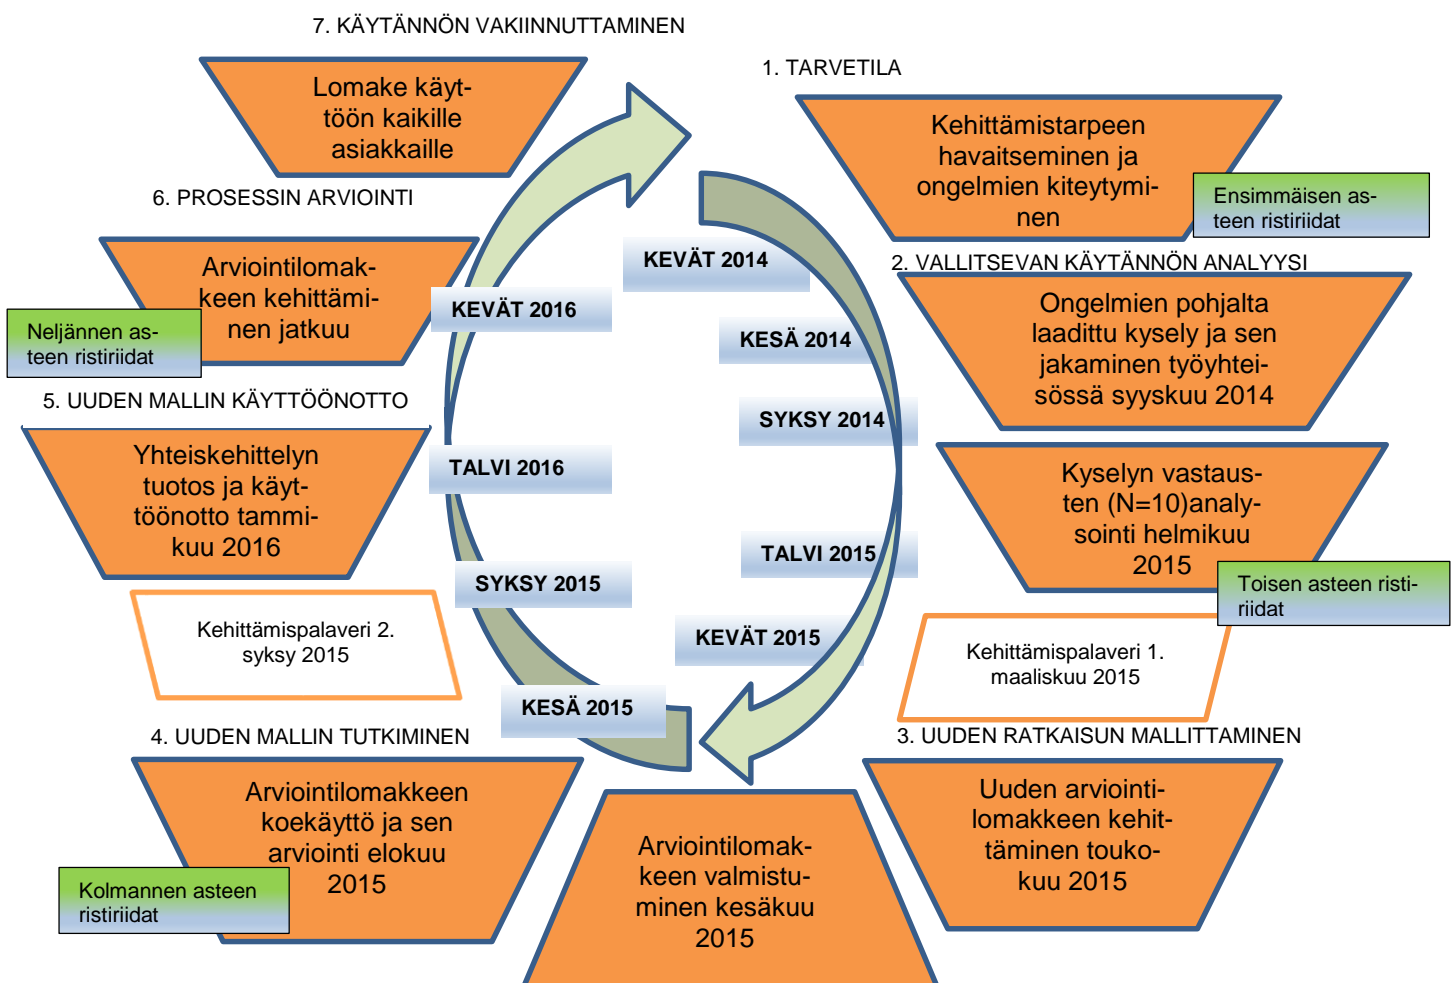 7. KÄYTÄNNÖN VAKIINNUTTAMINEN
Lomake käyt-
töön kaikille
asiakkaille
1. TARVETILA
Kehittämistarpeen
havaitseminen ja
ongelmien kiteytymi-
nen
Ensimmäisen as-
teen ristiriidat
2. VALLITSEVAN KÄYTÄNNÖN ANALYYSI
Ongelmien pohjalta
laadittu kysely ja sen
jakaminen työyhtei-
sössä syyskuu 2014
Kyselyn vastaus-
ten (N=10)analy-
sointi helmikuu
2015
Toisen asteen risti-
riidat
Kehittämispalaveri 1.
maaliskuu 2015
3. UUDEN RATKAISUN MALLITTAMINEN
Uuden arviointi-
lomakkeen kehit-
täminen touko-
kuu 2015
Arviointilomak-
keen valmistu-
minen kesäkuu
2015
4. UUDEN MALLIN TUTKIMINEN
Arviointilomakkeen
koekäyttö ja sen
arviointi elokuu
2015
Kolmannen asteen
ristiriidat
Kehittämispalaveri 2.
syksy 2015
5. UUDEN MALLIN KÄYTTÖÖNOTTO
Yhteiskehittelyn
tuotos ja käyt-
töönotto tammi-
kuu 2016
6. PROSESSIN ARVIOINTI
Arviointilomak-
keen kehittämi-
nen jatkuu
Neljännen as-
teen ristiriidat
KEVÄT 2014
KESÄ 2014
SYKSY 2014
TALVI 2015
KEVÄT 2015
KESÄ 2015
SYKSY 2015
TALVI 2016
KEVÄT 2016